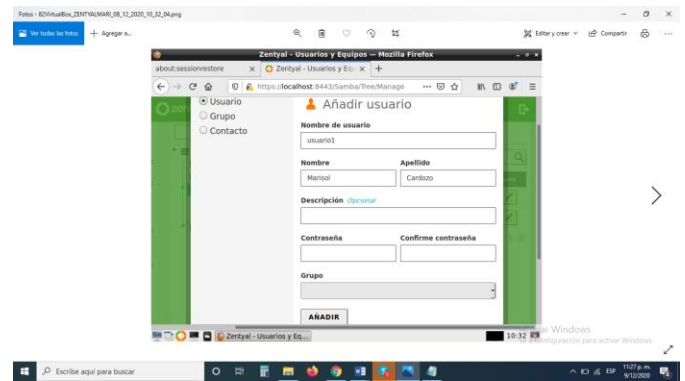 Fotos - 82VirtualBox_ZENTYALMARI_08_12_2020_10_32_04.png
Ver todas las fotos
Agregar a...
Editar y crear
Compartir
Zentyal - Usuarios y Equipos — Mozilla Firefox
about:sessionrestore
Zentyal - Usuarios y Eq
https://localhost:8443/Samba/Tree/Manage
Usuario
Grupo
Contacto
Añadir usuario
Nombre de usuario
usuario1
Nombre
Apellido
Marisol
Cardozo
Descripción Opcional
Contraseña
Confirme contraseña
Grupo
AÑADIR
Zentyal - Usuarios y Eq...
10:32
Windows
configuración para activar Windows.
Escribe aquí para buscar
ESP
11:27 p. m.
9/12/2020